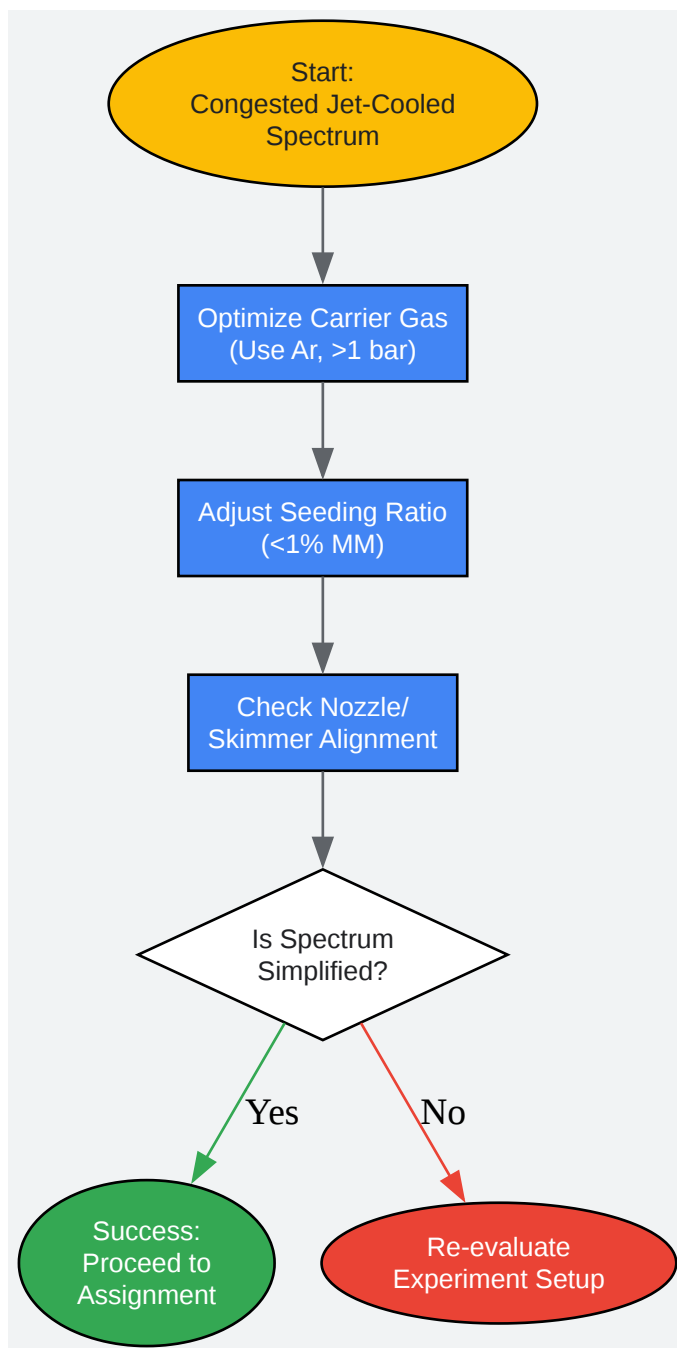 Start:
Congested Jet-Cooled
Spectrum
Optimize Carrier Gas
(Use Ar, >1 bar)
Adjust Seeding Ratio
(<1% MM)
Check Nozzle/
Skimmer Alignment
Is Spectrum
Simplified?
Yes
No
Success:
Proceed to
Assignment
Re-evaluate
Experiment Setup